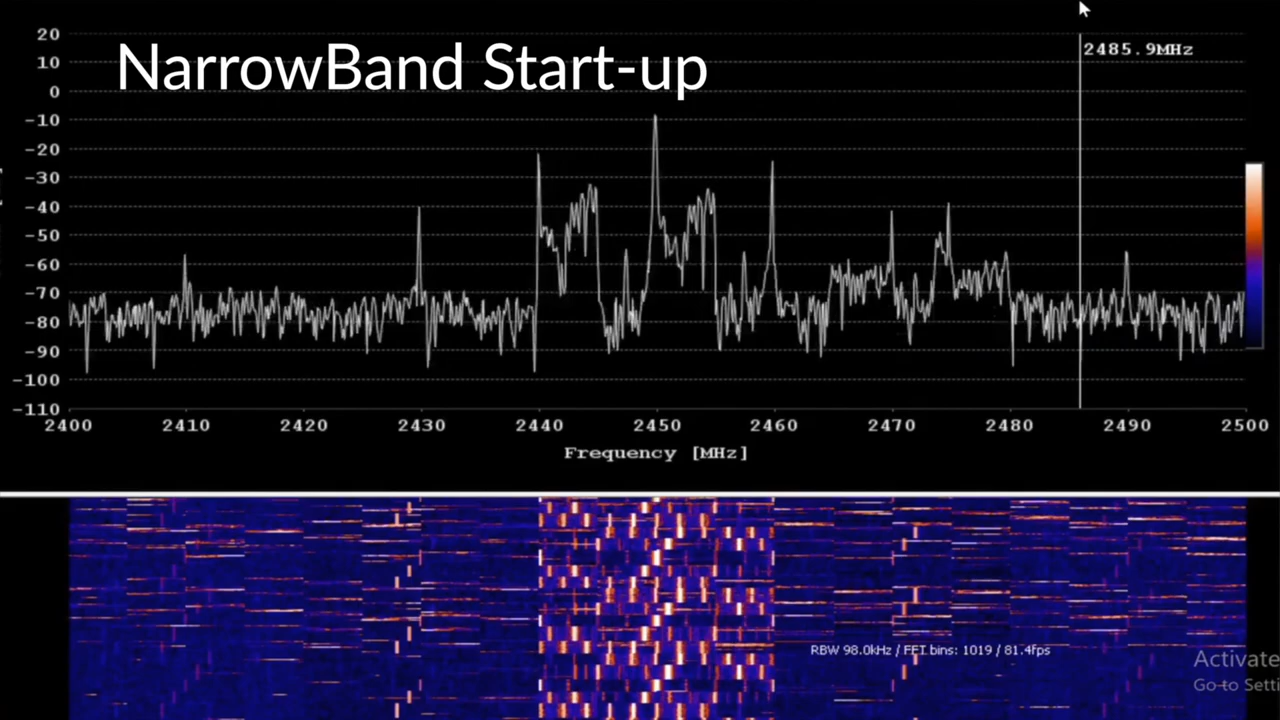 NarrowBand Start-up
2485.9MHz
20
10
0
-10
-20
-30
-40
-50
-60
-70
-80
-90
-100
-110
2400 2410 2420 2430 2440 2450 2460 2470 2480 2490 2500
Frequency [MHz]
RBW 98.0kHz / FFT bins: 1019 / 81.4fps
Activate
Go to Setti